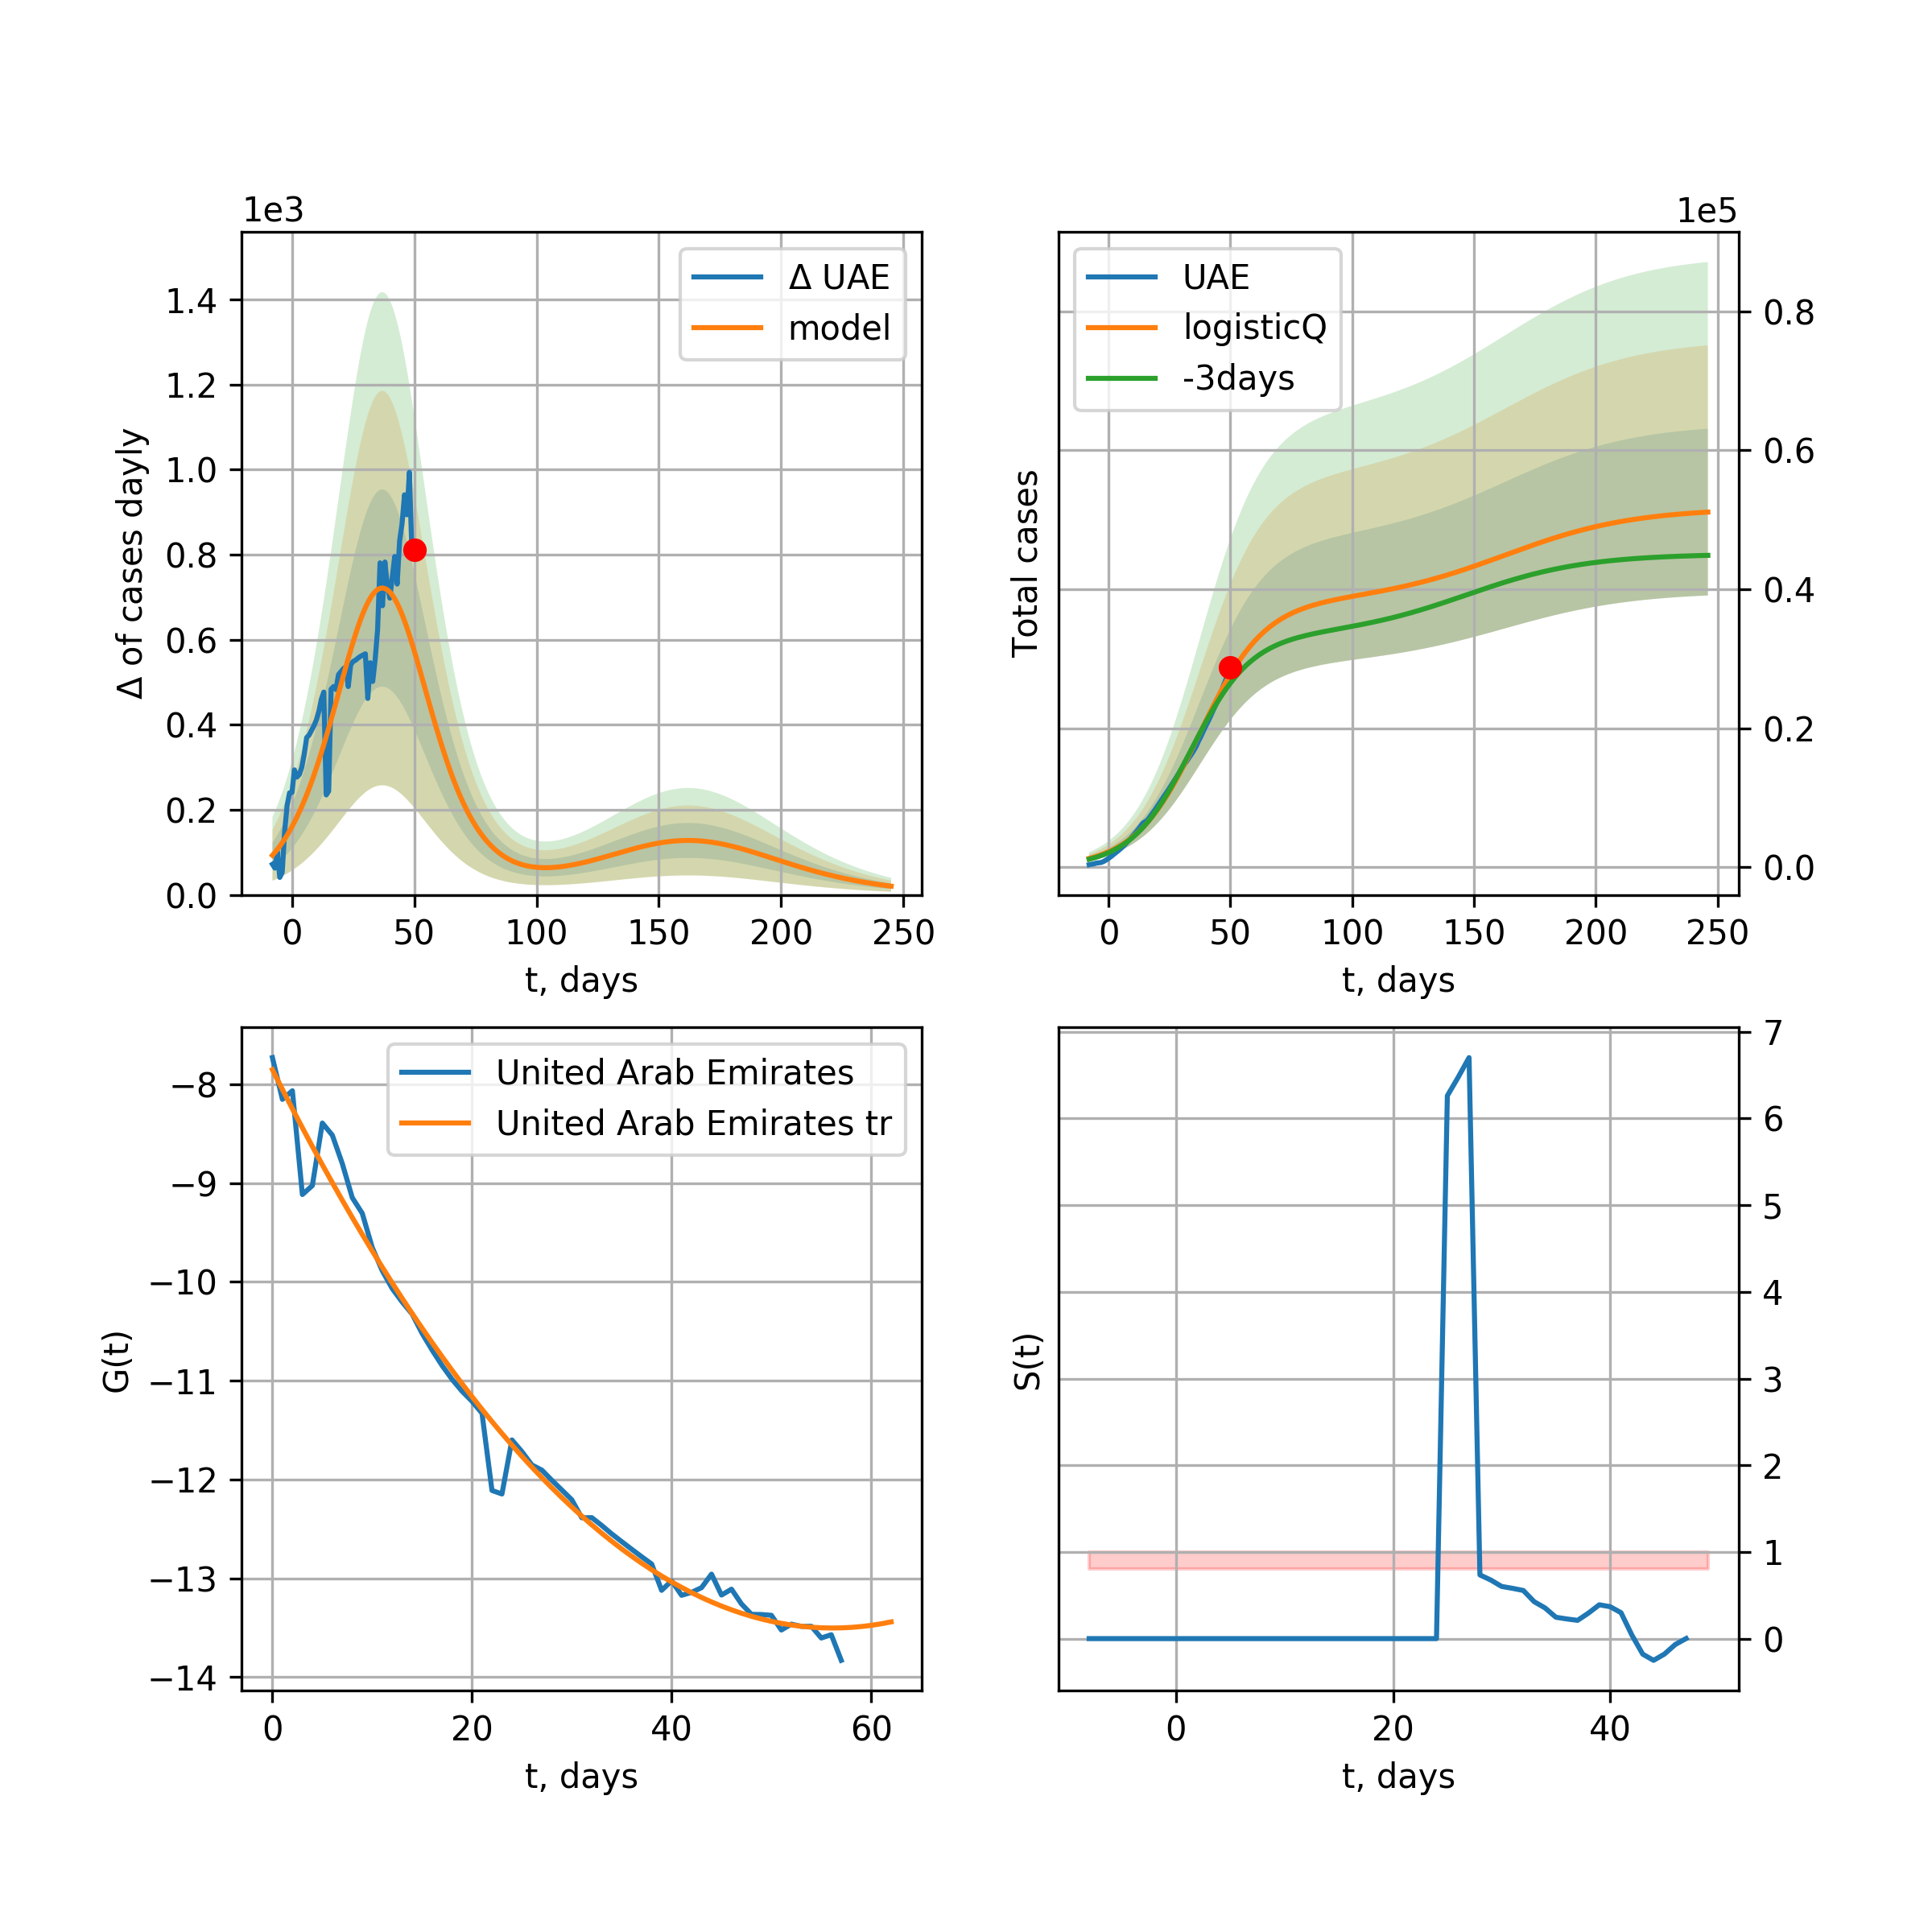 1e3
Δ UAE
model
Δ of cases dayly
1.4
1.2
1.0
0.8
0.6
0.4
0.2
0.0
0 50 100 150 200 250
t, days
1e5
UAE
logisticQ
-3days
Total cases
0.8
0.6
0.4
0.2
0.0
0 50 100 150 200 250
t, days
United Arab Emirates
United Arab Emirates tr
G(t)
−8
−9
−10
−11
−12
−13
−14
0 20 40 60
t, days
S(t)
7
6
5
4
3
2
1
0
0 20 40
t, days